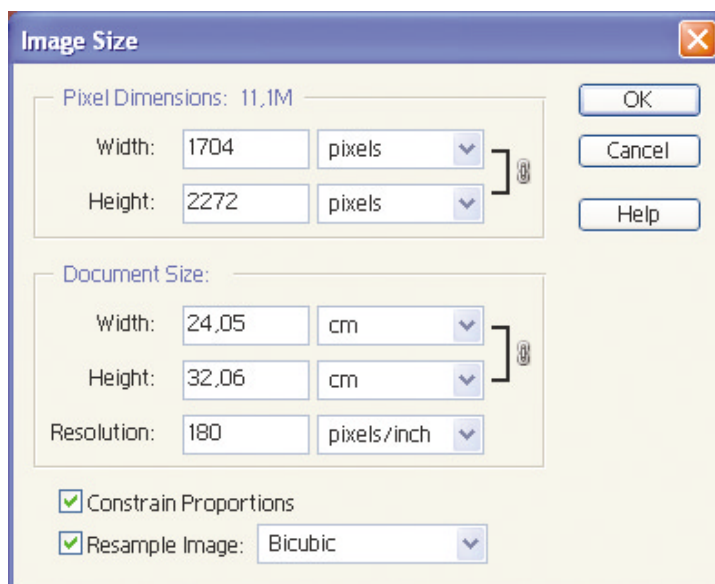 Image Size
Pixel Dimensions: 11,1M
OK
Width: 1704 pixels
Cancel
Height: 2272 pixels
Help
Document Size:
Width: 24,05 cm
Height: 32,06 cm
Resolution: 180 pixels/inch
Constrain Proportions
Resample Image: Bicubic